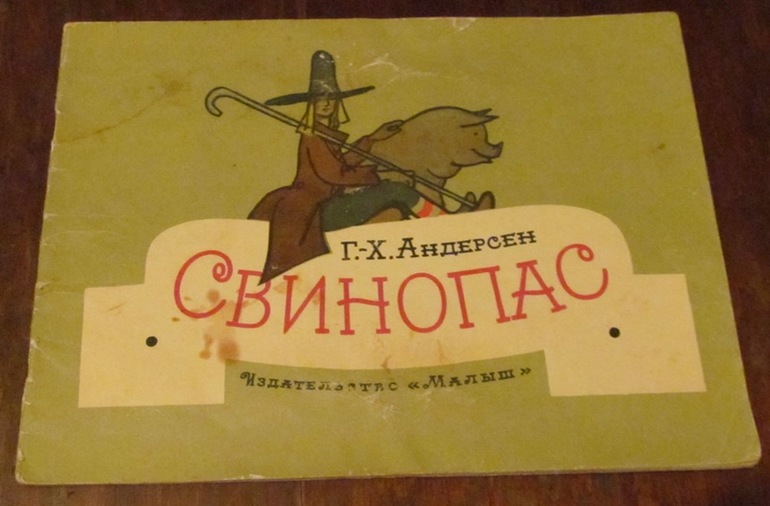 Г.-Х. Андерсен
Свинопас
Издательство «Малыш»